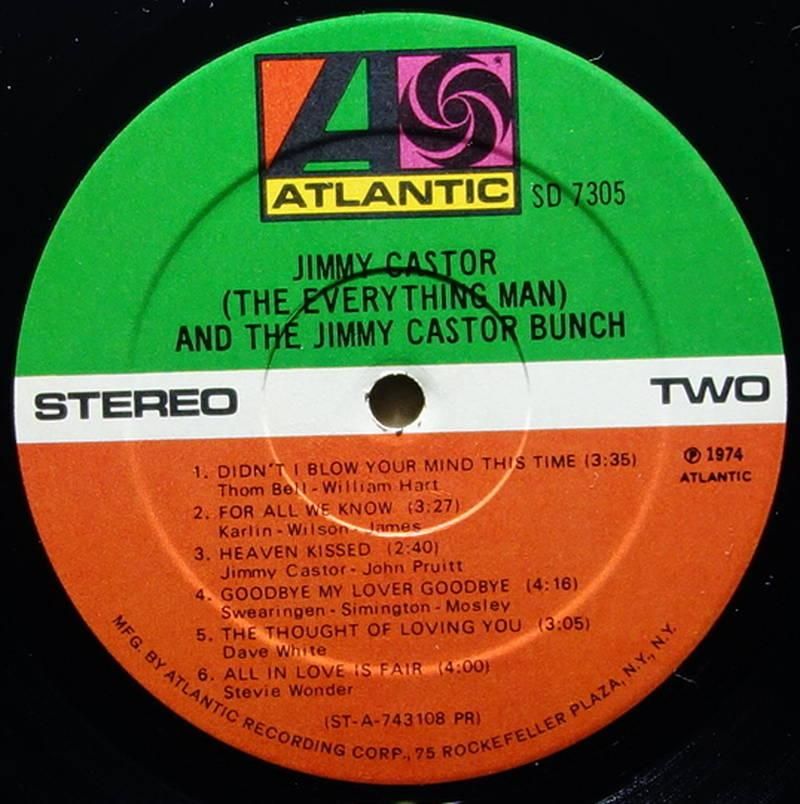 ATLANTIC
SD 7305
JIMMY CASTOR
(THE EVERYTHING MAN)
AND THE JIMMY CASTOR BUNCH
STEREO
TWO
℗ 1974
ATLANTIC
1. DIDN'T I BLOW YOUR MIND THIS TIME (3:35)
Thom Bell - William Hart
2. FOR ALL WE KNOW (3:27)
Karlin - Wilson - James
3. HEAVEN KISSED (2:40)
Jimmy Castor - John Pruitt
4. GOODBYE MY LOVER GOODBYE (4:16)
Swearingen - Simington - Mosley
5. THE THOUGHT OF LOVING YOU (3:05)
Dave White
6. ALL IN LOVE IS FAIR (4:00)
Stevie Wonder
(ST-A-743108 PR)
MFG. BY ATLANTIC RECORDING CORP., 75 ROCKEFELLER PLAZA, N.Y., N.Y.